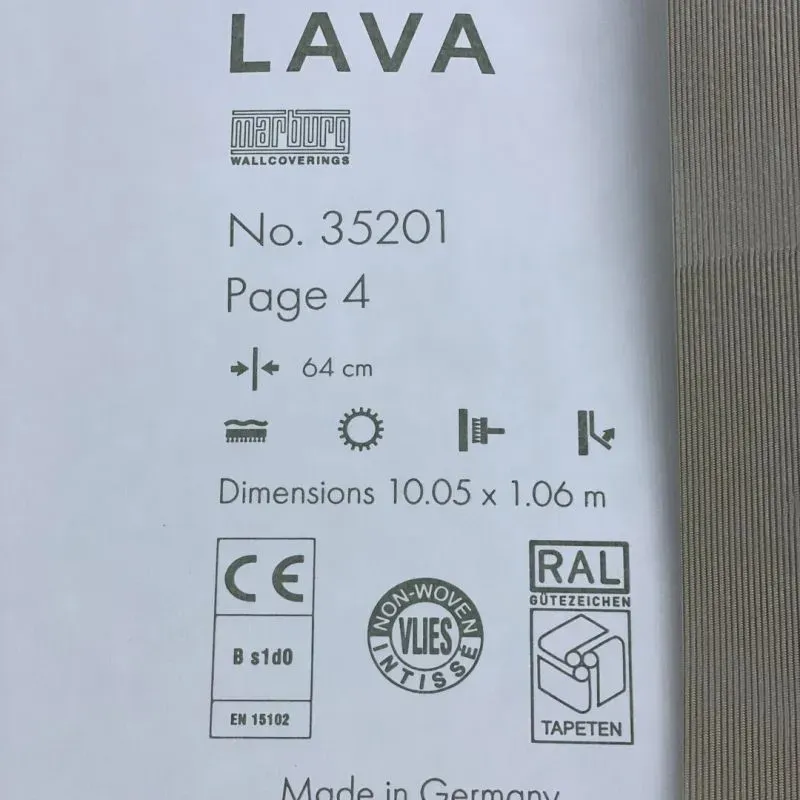 LAVA
marburg
WALLCOVERINGS
No. 35201
Page 4
64 cm
Dimensions 10.05 x 1.06 m
CE
B s1d0
EN 15102
NON-WOVEN
VLIES
INTISSÉ
RAL
GÜTEZEICHEN
TAPETEN
Made in Germany